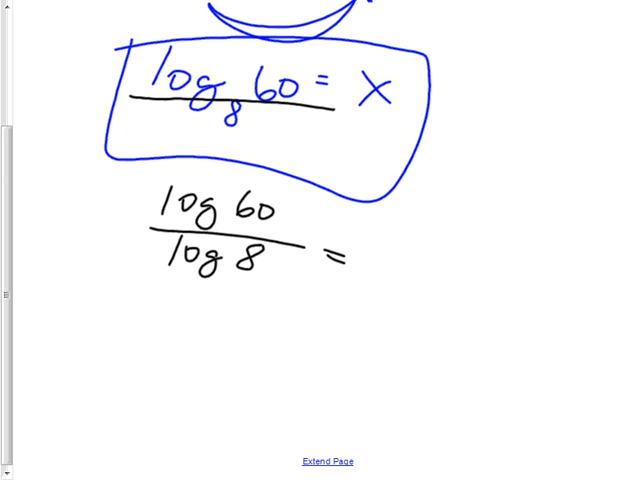 log₈ 60 = x
log 60
log 8 =
Extend Page